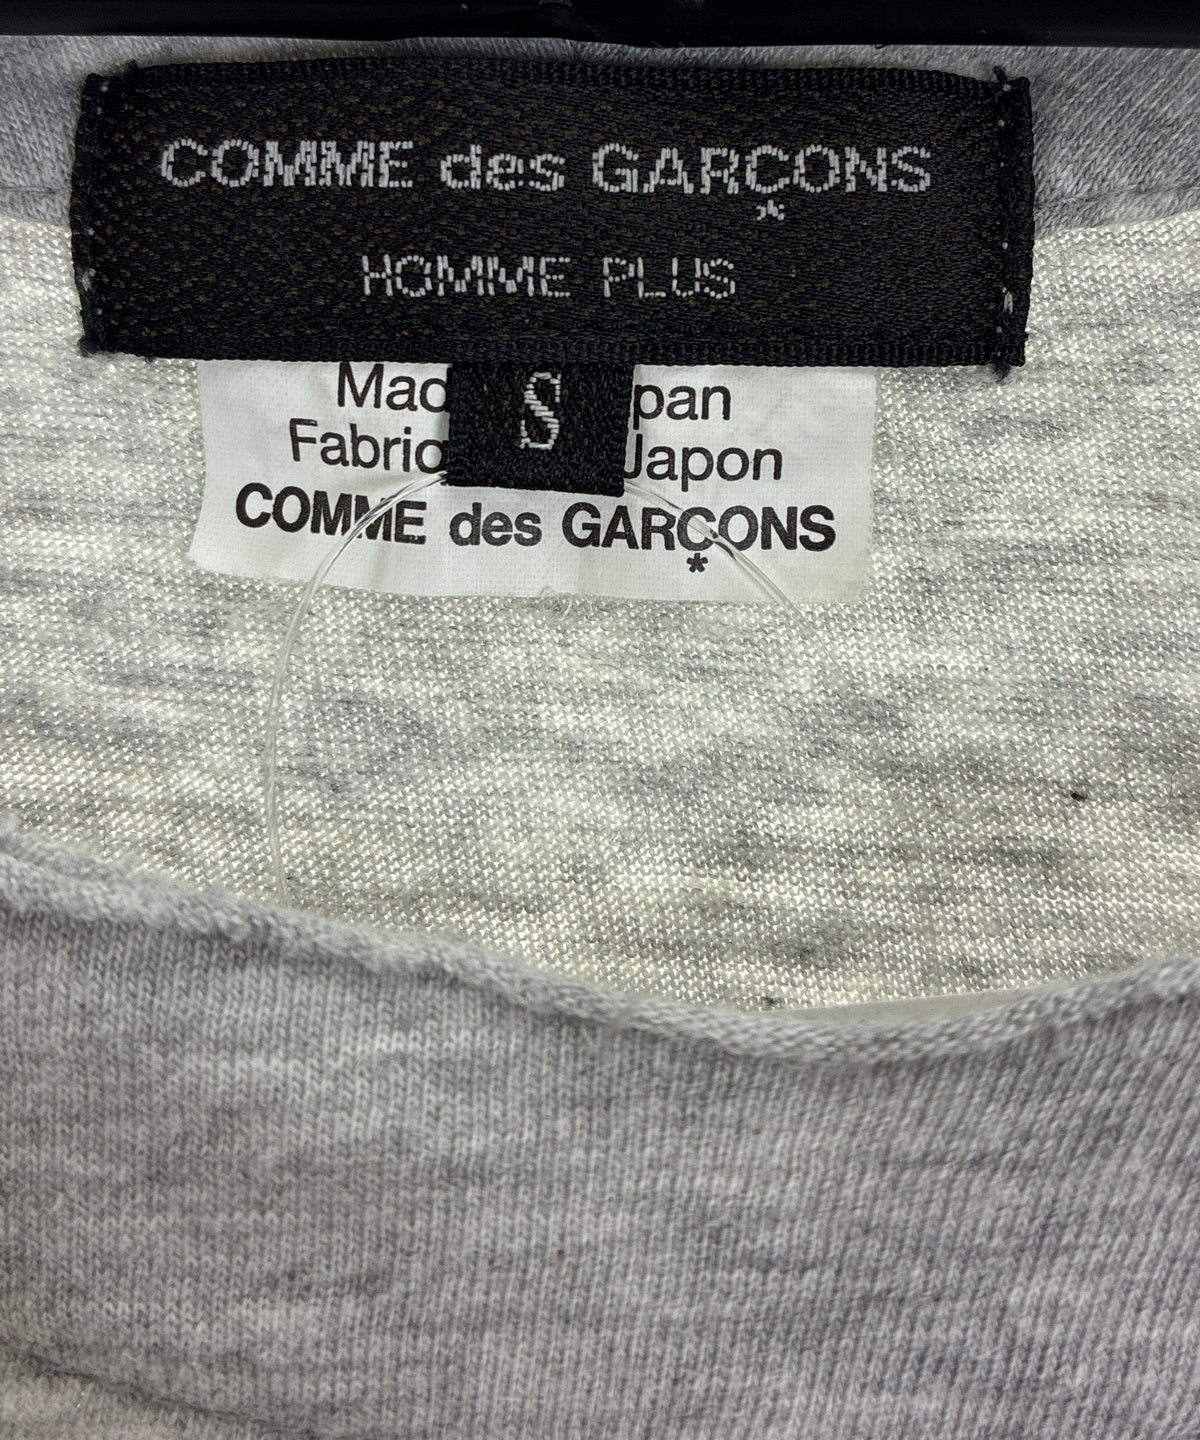 COMME des GARÇONS
HOMME PLUS
S
Mad pan
Fabric Japon
COMME des GARÇONS